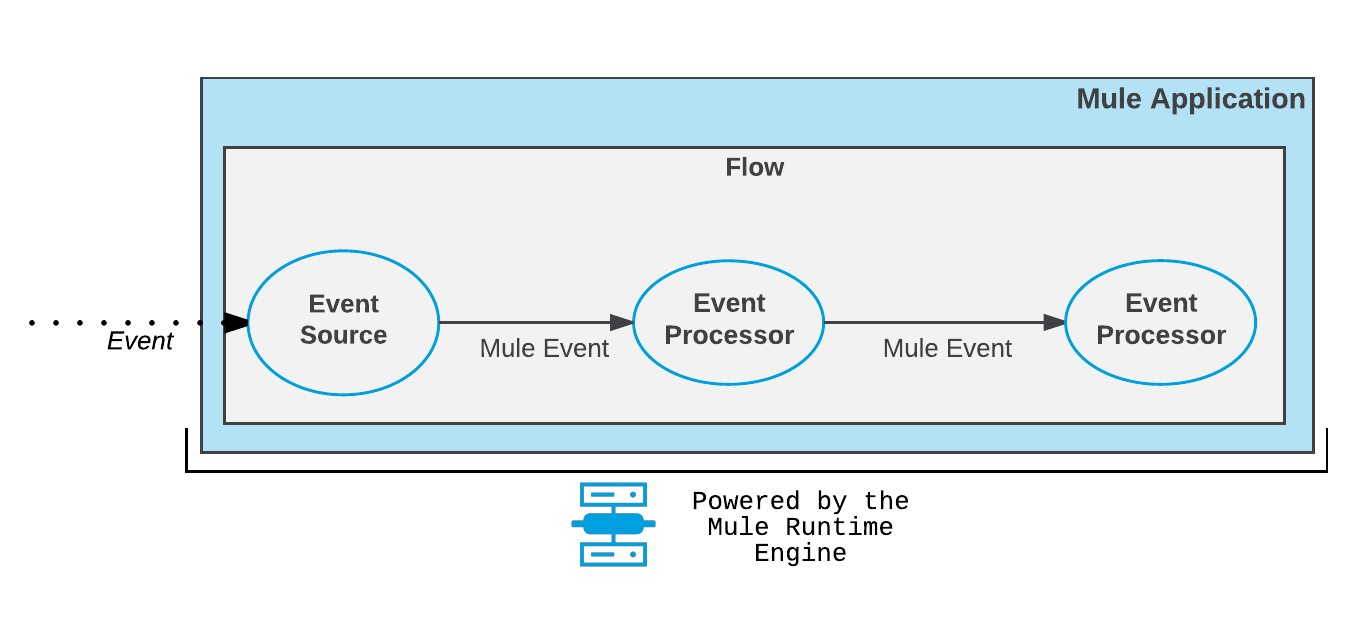 Mule Application
Flow
Event
Source
Event
Processor
Event
Processor
Event
Mule Event
Mule Event
Powered by the
Mule Runtime
Engine